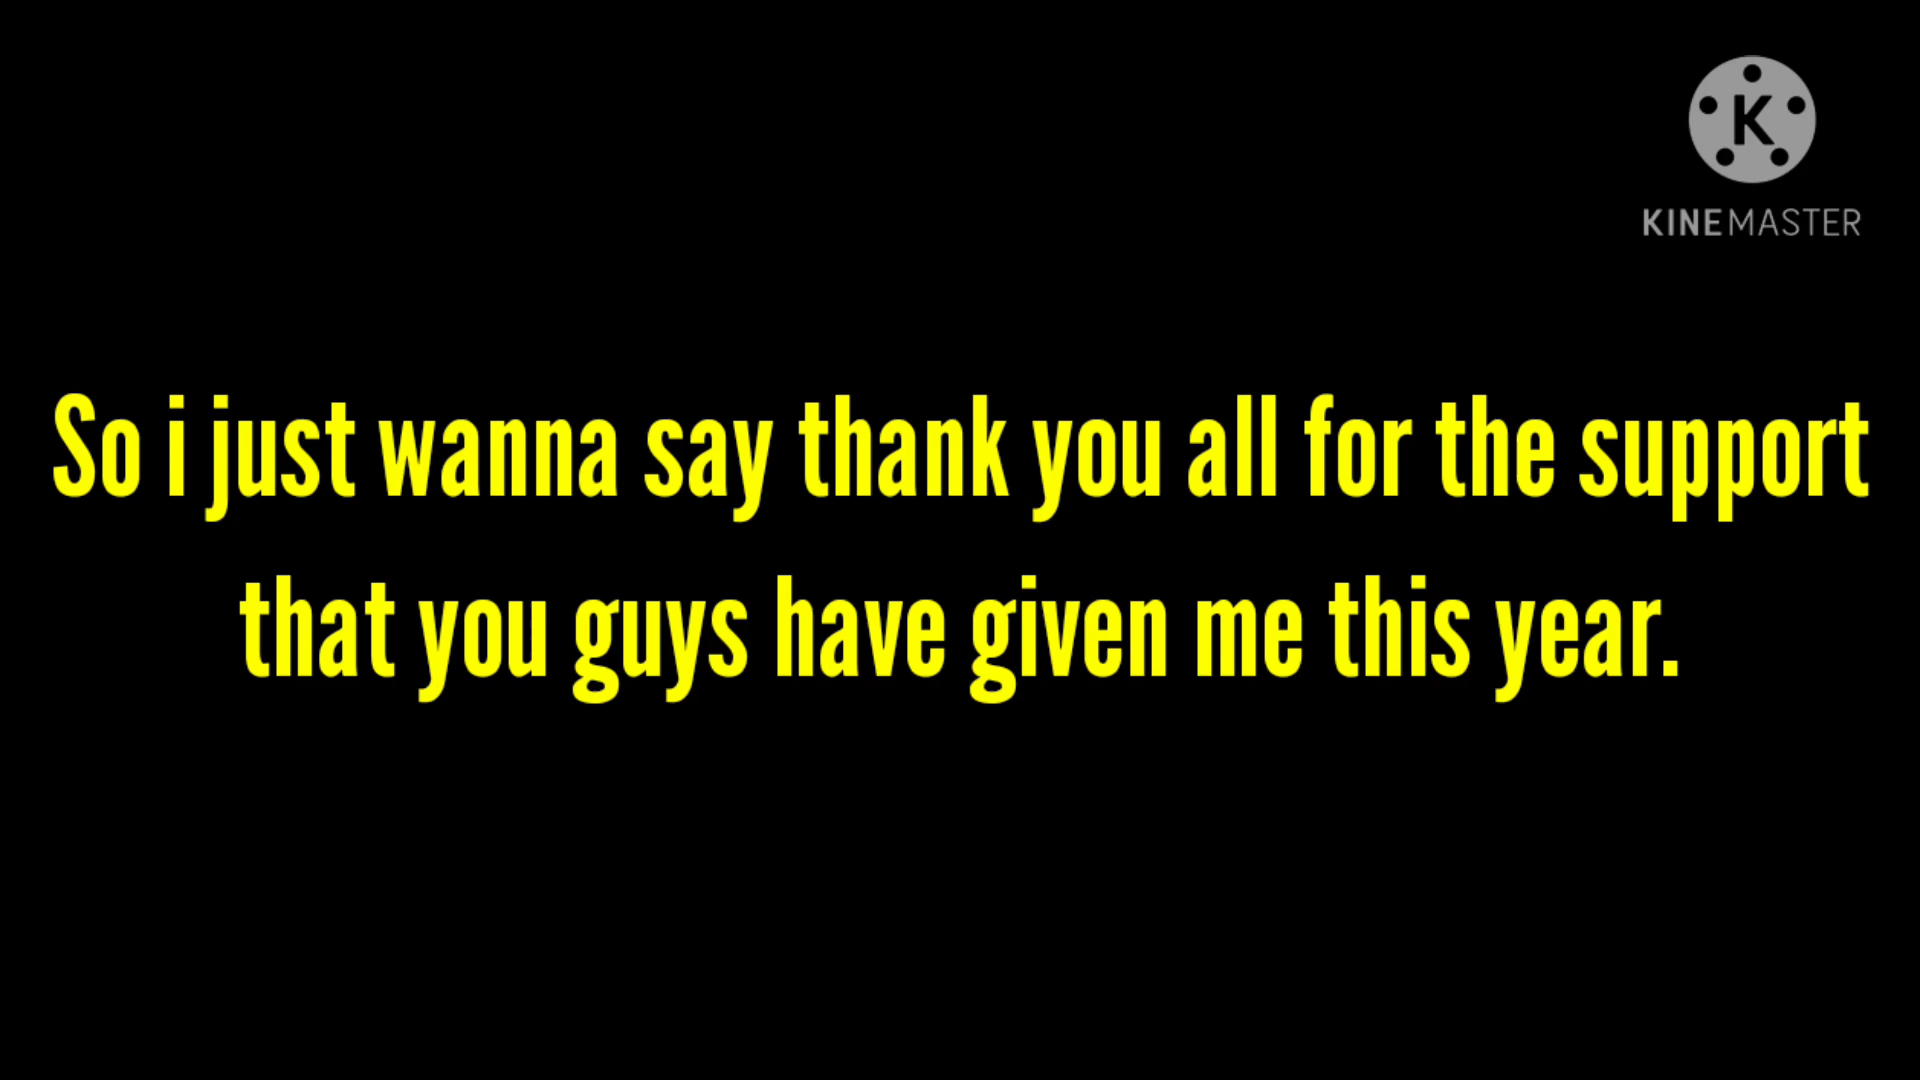 K
KINEMASTER
So i just wanna say thank you all for the support
that you guys have given me this year.